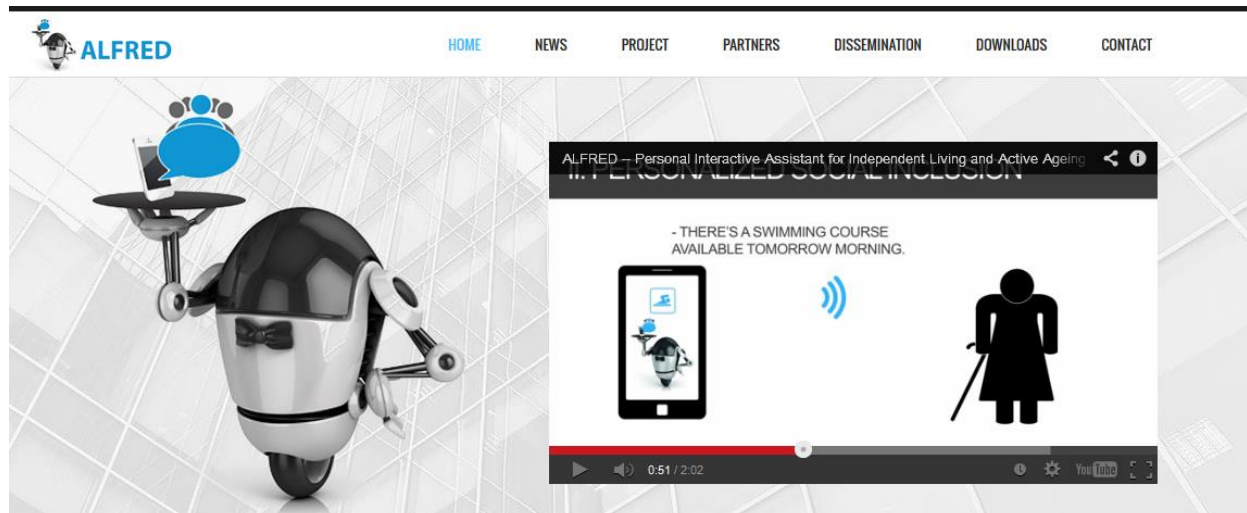 ALFRED
HOME NEWS PROJECT PARTNERS DISSEMINATION DOWNLOADS CONTACT
ALFRED -- Personal Interactive Assistant for Independent Living and Active Ageing
II. PERSONALIZED SOCIAL INCLUSION
- THERE'S A SWIMMING COURSE
AVAILABLE TOMORROW MORNING.
0:51 / 2:02
YouTube